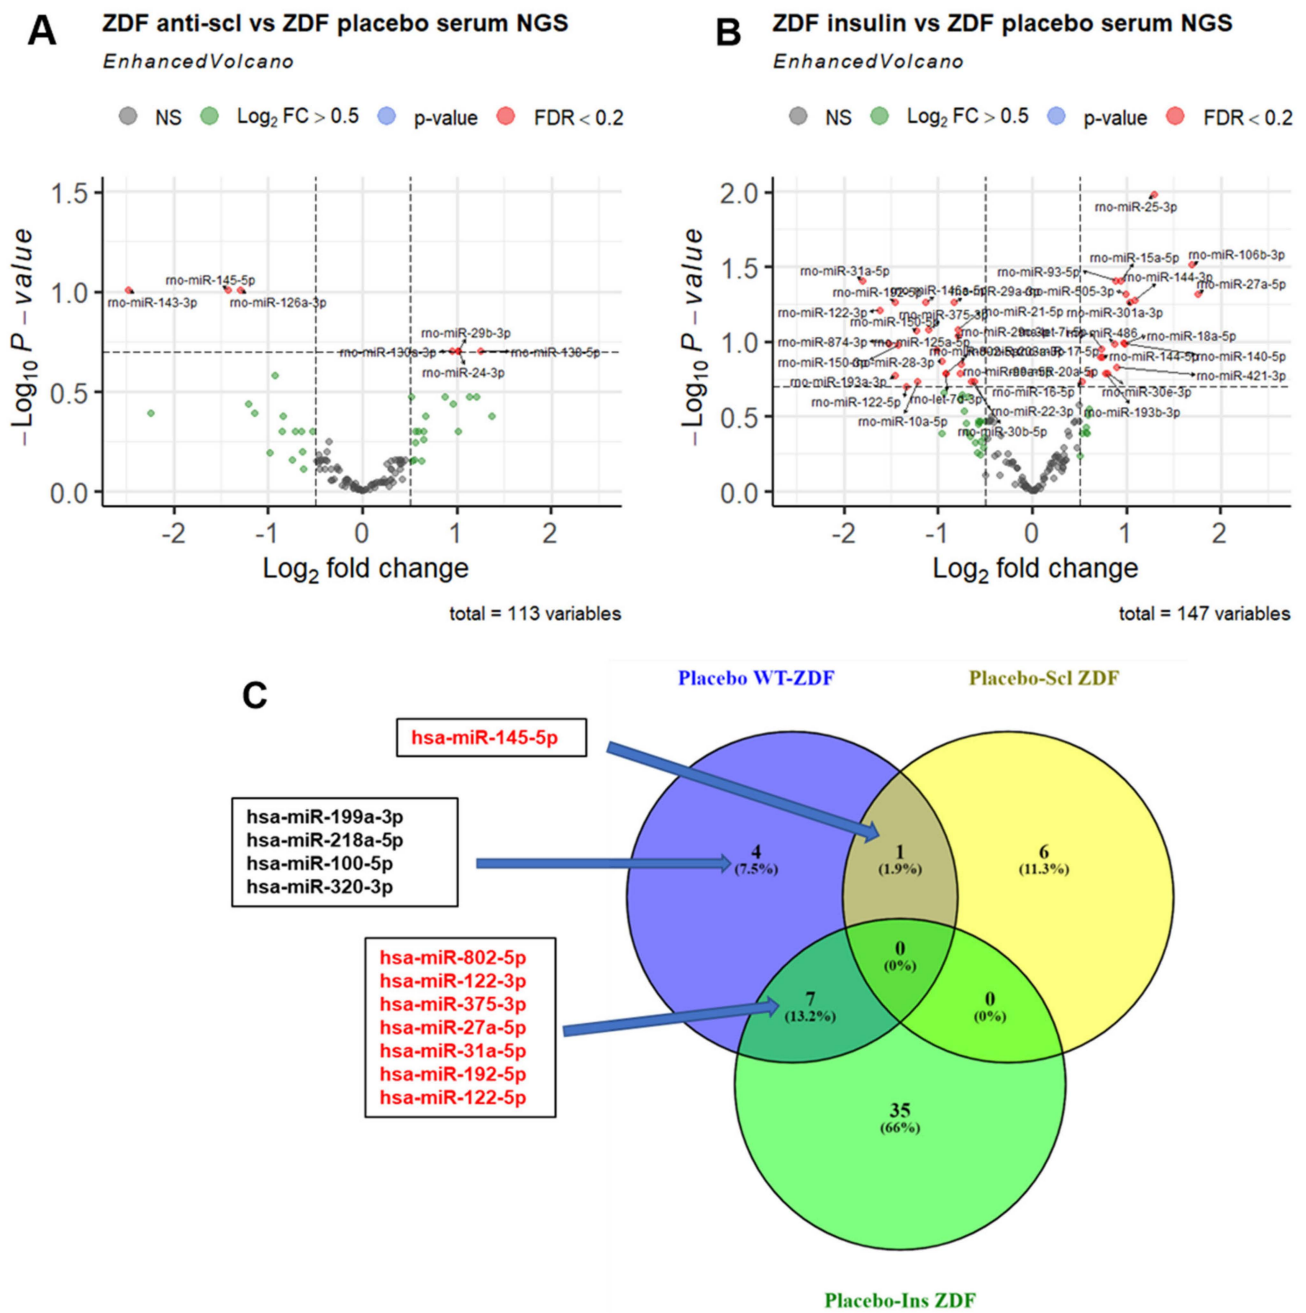 A
ZDF anti-scl vs ZDF placebo serum NGS
EnhancedVolcano
NS
Log2 FC > 0.5
p-value
FDR < 0.2
1.5
1.0
0.5
0.0
−Log10 P − value
rno-miR-145-5p
rno-miR-143-3p
rno-miR-126a-3p
rno-miR-29b-3p
rno-miR-130a-3p
rno-miR-138-5p
rno-miR-24-3p
-2
-1
0
1
2
Log2 fold change
total = 113 variables
B
ZDF insulin vs ZDF placebo serum NGS
EnhancedVolcano
NS
Log2 FC > 0.5
p-value
FDR < 0.2
2.0
1.5
1.0
0.5
0.0
−Log10 P − value
rno-miR-25-3p
rno-miR-15a-5p
rno-miR-106b-3p
rno-miR-31a-5p
rno-miR-93-5p
rno-miR-144-3p
rno-miR-27a-5p
rno-miR-192-5p
rno-miR-505-3p
rno-miR-122-3p
rno-miR-375-3p
rno-miR-21-5p
rno-miR-301a-3p
rno-miR-874-3p
rno-miR-125a-5p
rno-miR-18a-5p
rno-miR-28-3p
rno-miR-17-5p
rno-miR-144-5p
rno-miR-140-5p
rno-miR-193a-3p
rno-miR-20a-5p
rno-miR-421-3p
rno-miR-122-5p
rno-let-7d-3p
rno-miR-16-5p
rno-miR-30e-3p
rno-miR-10a-5p
rno-miR-22-3p
rno-miR-193b-3p
rno-miR-30b-5p
-2
-1
0
1
2
Log2 fold change
total = 147 variables
C
Placebo WT-ZDF
Placebo-Scl ZDF
hsa-miR-145-5p
hsa-miR-199a-3p
hsa-miR-218a-5p
hsa-miR-100-5p
hsa-miR-320-3p
4
(7.5%)
1
(1.9%)
6
(11.3%)
hsa-miR-802-5p
hsa-miR-122-3p
hsa-miR-375-3p
hsa-miR-27a-5p
hsa-miR-31a-5p
hsa-miR-192-5p
hsa-miR-122-5p
0
(0%)
7
(13.2%)
0
(0%)
35
(66%)
Placebo-Ins ZDF